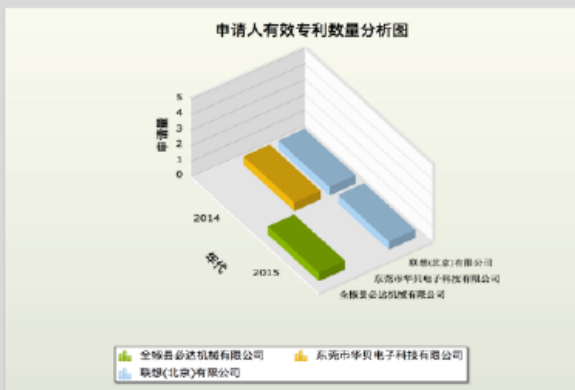 申请人有效专利数量分析图
5
4
3
2
1
0
申请量
2014
2015
年代
联想(北京)有限公司
东莞市华贝电子科技有限公司
全椒县必达机械有限公司
全椒县必达机械有限公司
东莞市华贝电子科技有限公司
联想(北京)有限公司